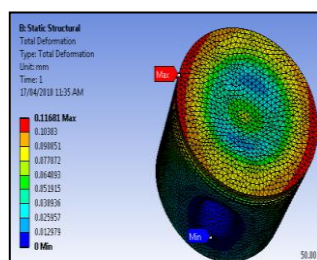 B: Static Structural
Total Deformation
Type: Total Deformation
Unit: mm
Time: 1
17/04/2018 11:35 AM
0.11681 Max
0.10383
0.090851
0.077872
0.064893
0.051915
0.038936
0.025957
0.012979
0 Min
Max
Min
50.00